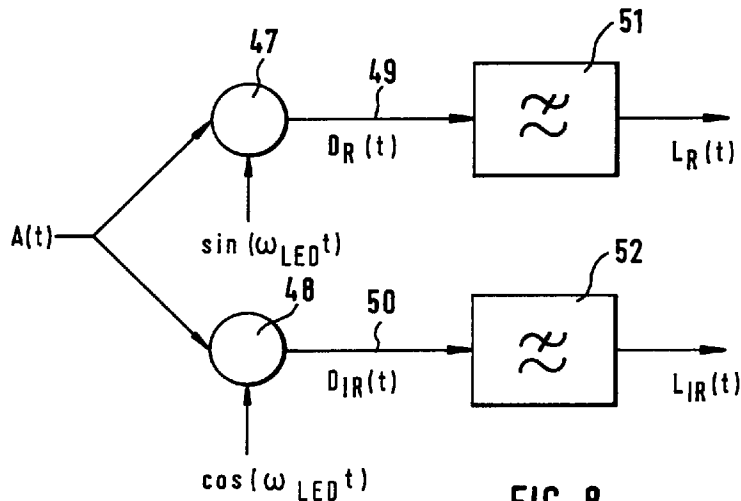 47
49
51
D_R(t)
L_R(t)
A(t)
sin(ω_LED t)
48
50
52
D_IR(t)
L_IR(t)
cos(ω_LED t)
FIG. 8